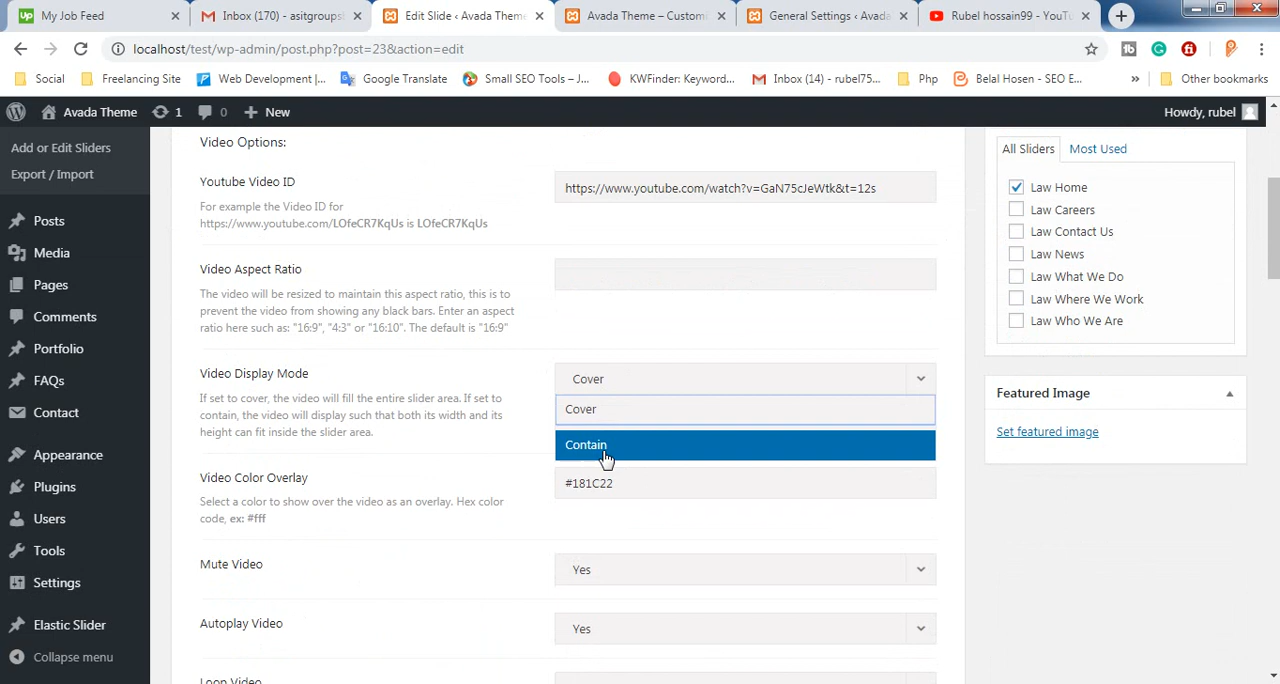 My Job Feed
Inbox (170) - asitgroupsl
Edit Slide ‹ Avada Theme
Avada Theme – Custom
General Settings ‹ Avada
Rubel hossain99 - YouTu
localhost/test/wp-admin/post.php?post=23&action=edit
Social
Freelancing Site
Web Development |...
Google Translate
Small SEO Tools – J...
KWFinder: Keywor...
Inbox (14) - rubel75...
Php
Belal Hosen - SEO E...
»
Other bookmarks
Avada Theme
1
0
New
Howdy, rubel
Add or Edit Sliders
Export / Import
Posts
Media
Pages
Comments
Portfolio
FAQs
Contact
Appearance
Plugins
Users
Tools
Settings
Elastic Slider
Collapse menu
Video Options:
Youtube Video ID
For example the Video ID for
https://www.youtube.com/LOfeCR7KqUs is LOfeCR7KqUs
https://www.youtube.com/watch?v=GaN75cJeWtk&t=12s
Video Aspect Ratio
The video will be resized to maintain this aspect ratio, this is to
prevent the video from showing any black bars. Enter an aspect
ratio here such as: "16:9", "4:3" or "16:10". The default is "16:9"
Video Display Mode
If set to cover, the video will fill the entire slider area. If set to
contain, the video will display such that both its width and its
height can fit inside the slider area.
Cover
Cover
Contain
Video Color Overlay
Select a color to show over the video as an overlay. Hex color
code, ex: #fff
#181C22
Mute Video
Yes
Autoplay Video
Yes
Loop Video
All Sliders
Most Used
Law Home
Law Careers
Law Contact Us
Law News
Law What We Do
Law Where We Work
Law Who We Are
Featured Image
Set featured image